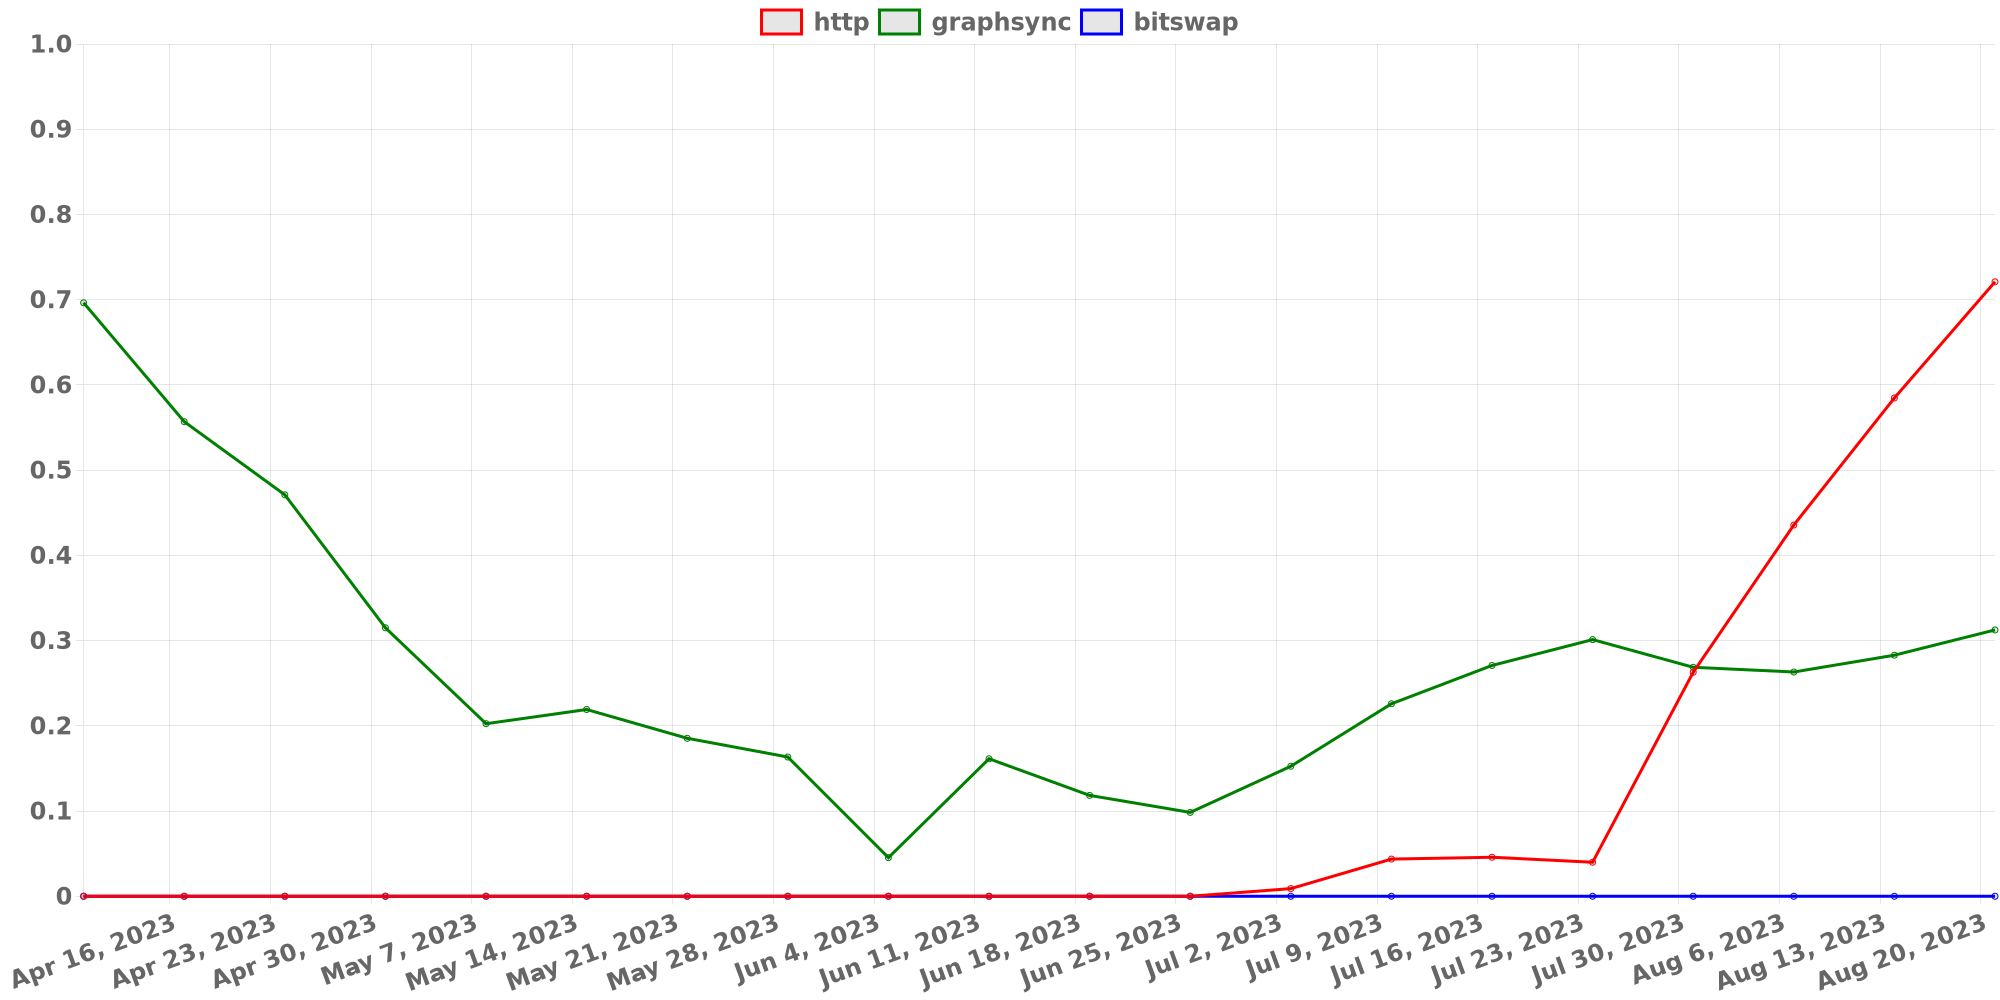 http graphsync bitswap
1.0
0.9
0.8
0.7
0.6
0.5
0.4
0.3
0.2
0.1
0
Apr 16, 2023
Apr 23, 2023
Apr 30, 2023
May 7, 2023
May 14, 2023
May 21, 2023
May 28, 2023
Jun 4, 2023
Jun 11, 2023
Jun 18, 2023
Jun 25, 2023
Jul 2, 2023
Jul 9, 2023
Jul 16, 2023
Jul 23, 2023
Jul 30, 2023
Aug 6, 2023
Aug 13, 2023
Aug 20, 2023